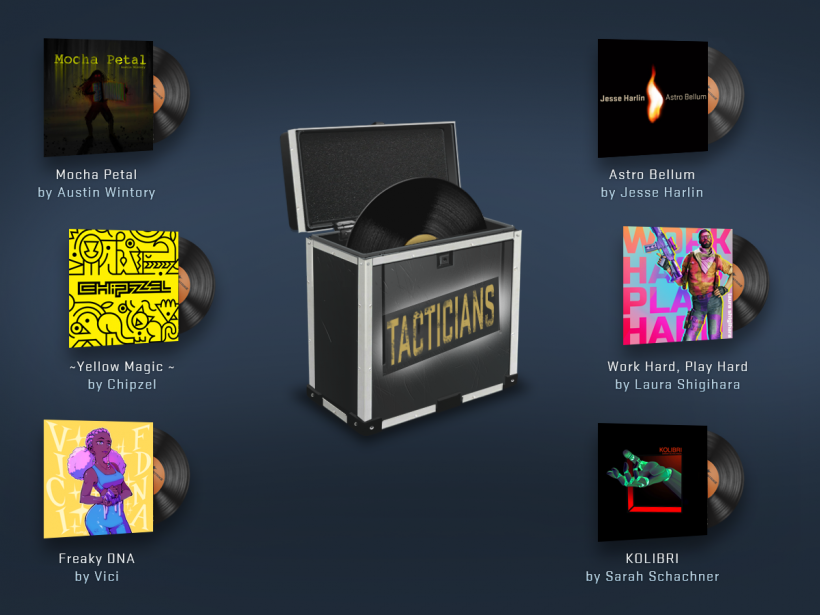 Mocha Petal
Mocha Petal
by Austin Wintory
Jesse Harlin
Astro Bellum
Astro Bellum
by Jesse Harlin
TACTICIANS
CHIPZEL
~Yellow Magic ~
by Chipzel
WORK
HARD
PLAY
HARD
Work Hard, Play Hard
by Laura Shigihara
VICI
FDNA
Freaky DNA
by Vici
KOLIBRI
KOLIBRI
by Sarah Schachner